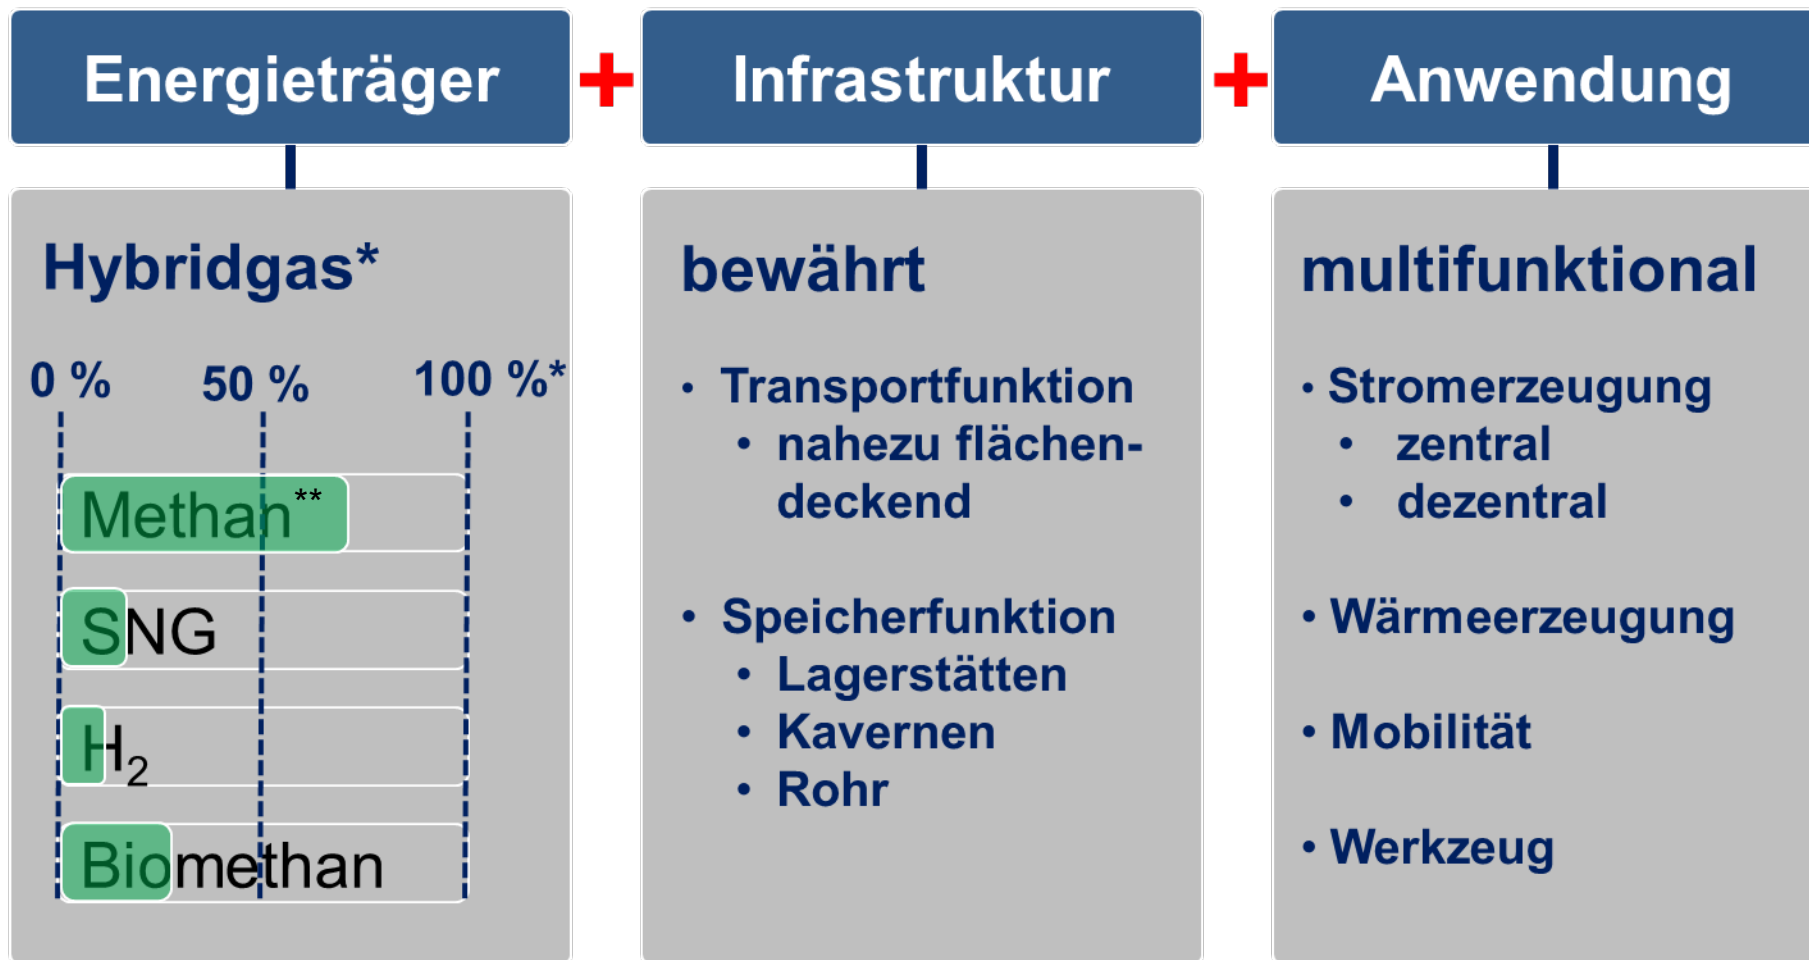 Energieträger + Infrastruktur + Anwendung
Hybridgas*
0 % 50 % 100 %*
Methan**
SNG
H₂
Biomethan
bewährt
• Transportfunktion
• nahezu flächen-
deckend
• Speicherfunktion
• Lagerstätten
• Kavernen
• Rohr
multifunktional
• Stromerzeugung
• zentral
• dezentral
• Wärmeerzeugung
• Mobilität
• Werkzeug